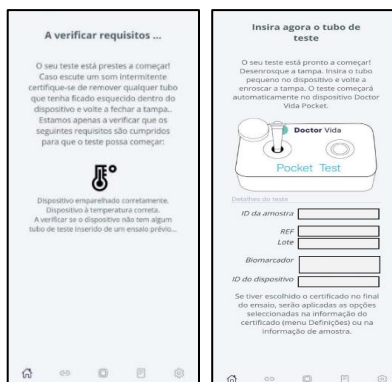 A verificar requisitos ...
O seu teste está prestes a começar!
Caso escute um som intermitente
certifique-se de remover qualquer tubo
que tenha ficado esquecido dentro do
dispositivo e volte a fechar a tampa..
Estamos apenas a verificar que os
seguintes requisitos são cumpridos
para que o teste possa começar:
Dispositivo emparelhado corretamente.
Dispositivo à temperatura correta.
A verificar se o dispositivo não tem algum
tubo de teste inserido de um ensaio prévio...
Insira agora o tubo de
teste
O seu teste está pronto a começar!
Desenrosque a tampa. Insira o tubo
pequeno no dispositivo e volte a
enroscar a tampa. O teste começará
automaticamente no dispositivo Doctor
Vida Pocket.
Doctor Vida
Pocket Test
Detalhes do teste
ID da amostra
REF
Lote
Biomarcador
ID do dispositivo
Se tiver escolhido o certificado no final
do ensaio, serão aplicadas as opções
seleccionadas na informação do
certificado (menu Definições) ou na
informação de amostra.